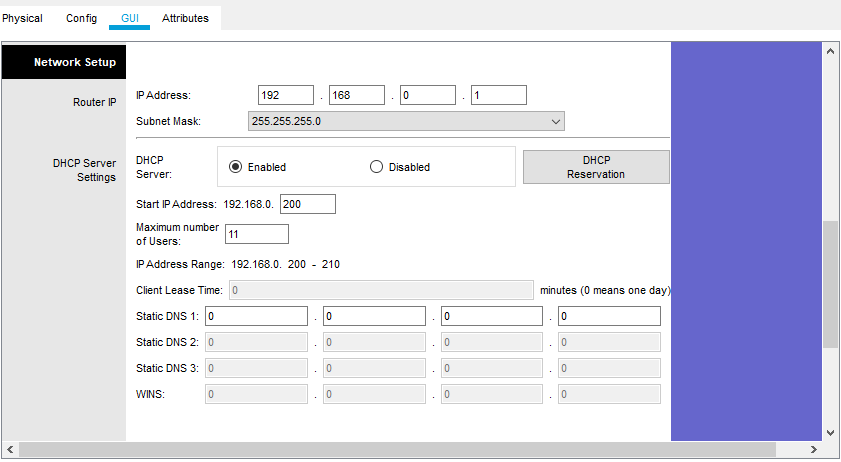 Physical Config GUI Attributes
Network Setup
Router IP
IP Address: 192 . 168 . 0 . 1
Subnet Mask: 255.255.255.0
DHCP Server
Settings
DHCP
Server:
Enabled Disabled
DHCP
Reservation
Start IP Address: 192.168.0. 200
Maximum number
of Users:
11
IP Address Range: 192.168.0. 200 - 210
Client Lease Time: 0 minutes (0 means one day)
Static DNS 1: 0 . 0 . 0 . 0
Static DNS 2: 0 . 0 . 0 . 0
Static DNS 3: 0 . 0 . 0 . 0
WINS: 0 . 0 . 0 . 0